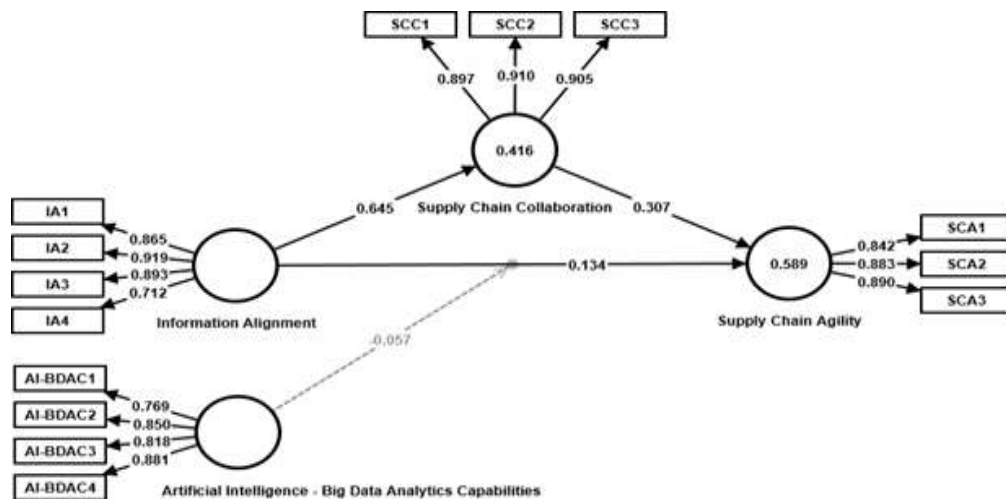 SCC1 SCC2 SCC3
0.897 0.910 0.905
0.416
Supply Chain Collaboration
0.645 0.307
IA1
IA2
IA3
IA4
0.865
0.919
0.893
0.712
Information Alignment
0.134
0.589
Supply Chain Agility
0.842
0.883
0.890
SCA1
SCA2
SCA3
-0.057
AI-BDAC1
AI-BDAC2
AI-BDAC3
AI-BDAC4
0.769
0.850
0.818
0.881
Artificial Intelligence - Big Data Analytics Capabilities